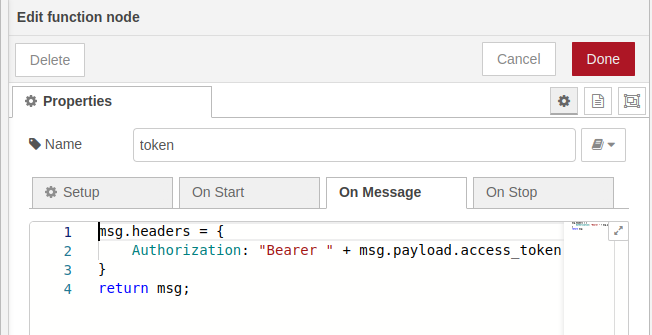 Edit function node
Delete
Cancel
Done
Properties
Name
token
Setup
On Start
On Message
On Stop
1 msg.headers = {
2 Authorization: "Bearer " + msg.payload.access_token
3 }
4 return msg;